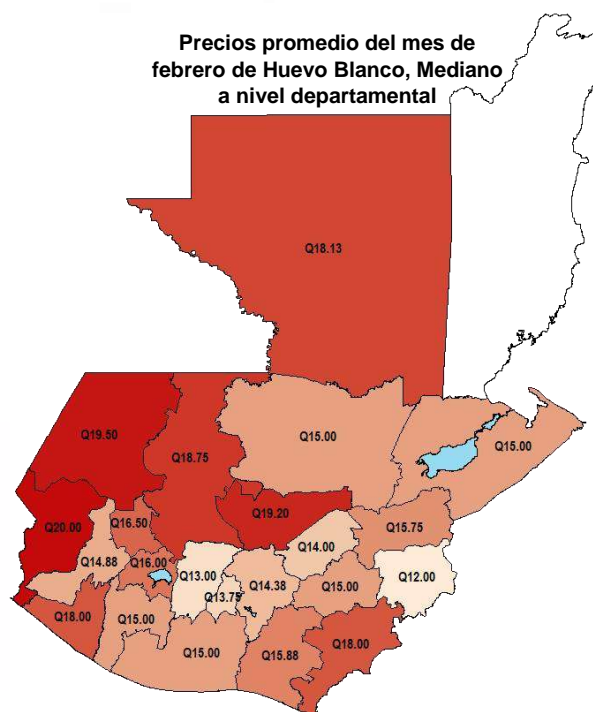 Precios promedio del mes de
febrero de Huevo Blanco, Mediano
a nivel departamental
Q18.13
Q19.50
Q18.75
Q15.00
Q15.00
Q20.00
Q16.50
Q19.20
Q15.75
Q14.88
Q16.00
Q14.00
Q13.00
Q13.75
Q14.38
Q15.00
Q12.00
Q18.00
Q15.00
Q15.00
Q15.88
Q18.00